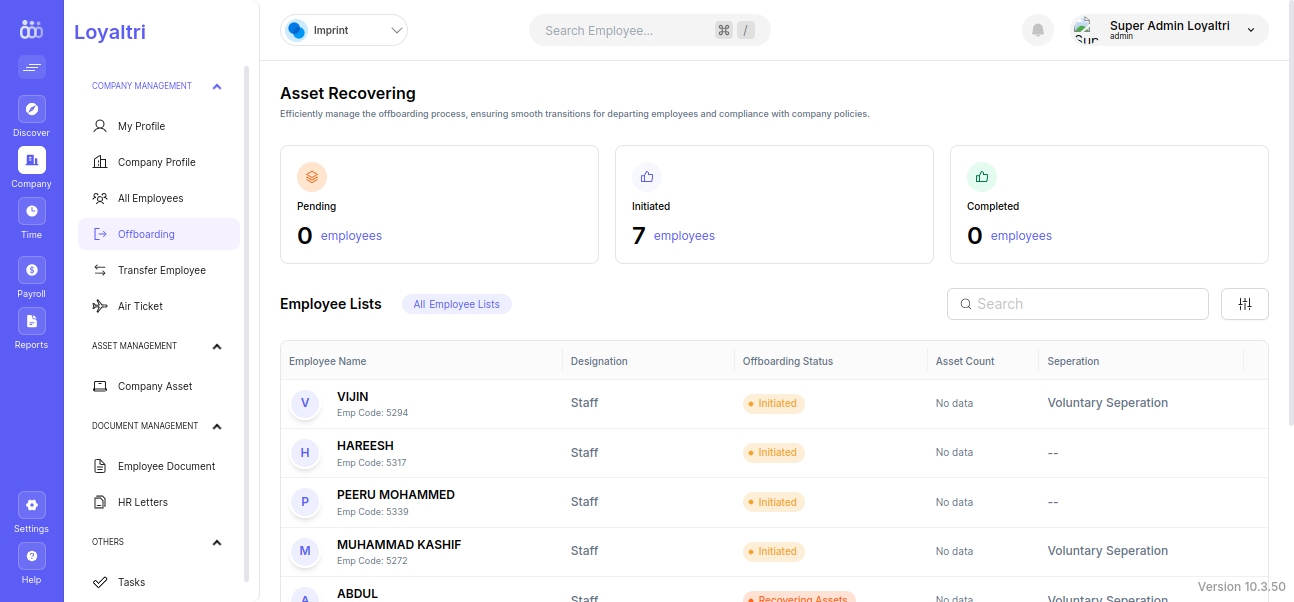 Loyaltri
Imprint
Search Employee...
⌘ /
Super Admin Loyaltri
admin
Discover
Company
Time
Payroll
Reports
Settings
Help
COMPANY MANAGEMENT
My Profile
Company Profile
All Employees
Offboarding
Transfer Employee
Air Ticket
ASSET MANAGEMENT
Company Asset
DOCUMENT MANAGEMENT
Employee Document
HR Letters
OTHERS
Tasks
Asset Recovering
Efficiently manage the offboarding process, ensuring smooth transitions for departing employees and compliance with company policies.
Pending
0 employees
Initiated
7 employees
Completed
0 employees
Employee Lists
All Employee Lists
Search
Employee Name Designation Offboarding Status Asset Count Seperation
V VIJIN Staff Initiated No data Voluntary Seperation
Emp Code: 5294
H HAREESH Staff Initiated No data --
Emp Code: 5317
P PEERU MOHAMMED Staff Initiated No data --
Emp Code: 5339
M MUHAMMAD KASHIF Staff Initiated No data Voluntary Seperation
Emp Code: 5272
A ABDUL Staff Recovering Assets No data Voluntary Seperation
Version 10.3.50